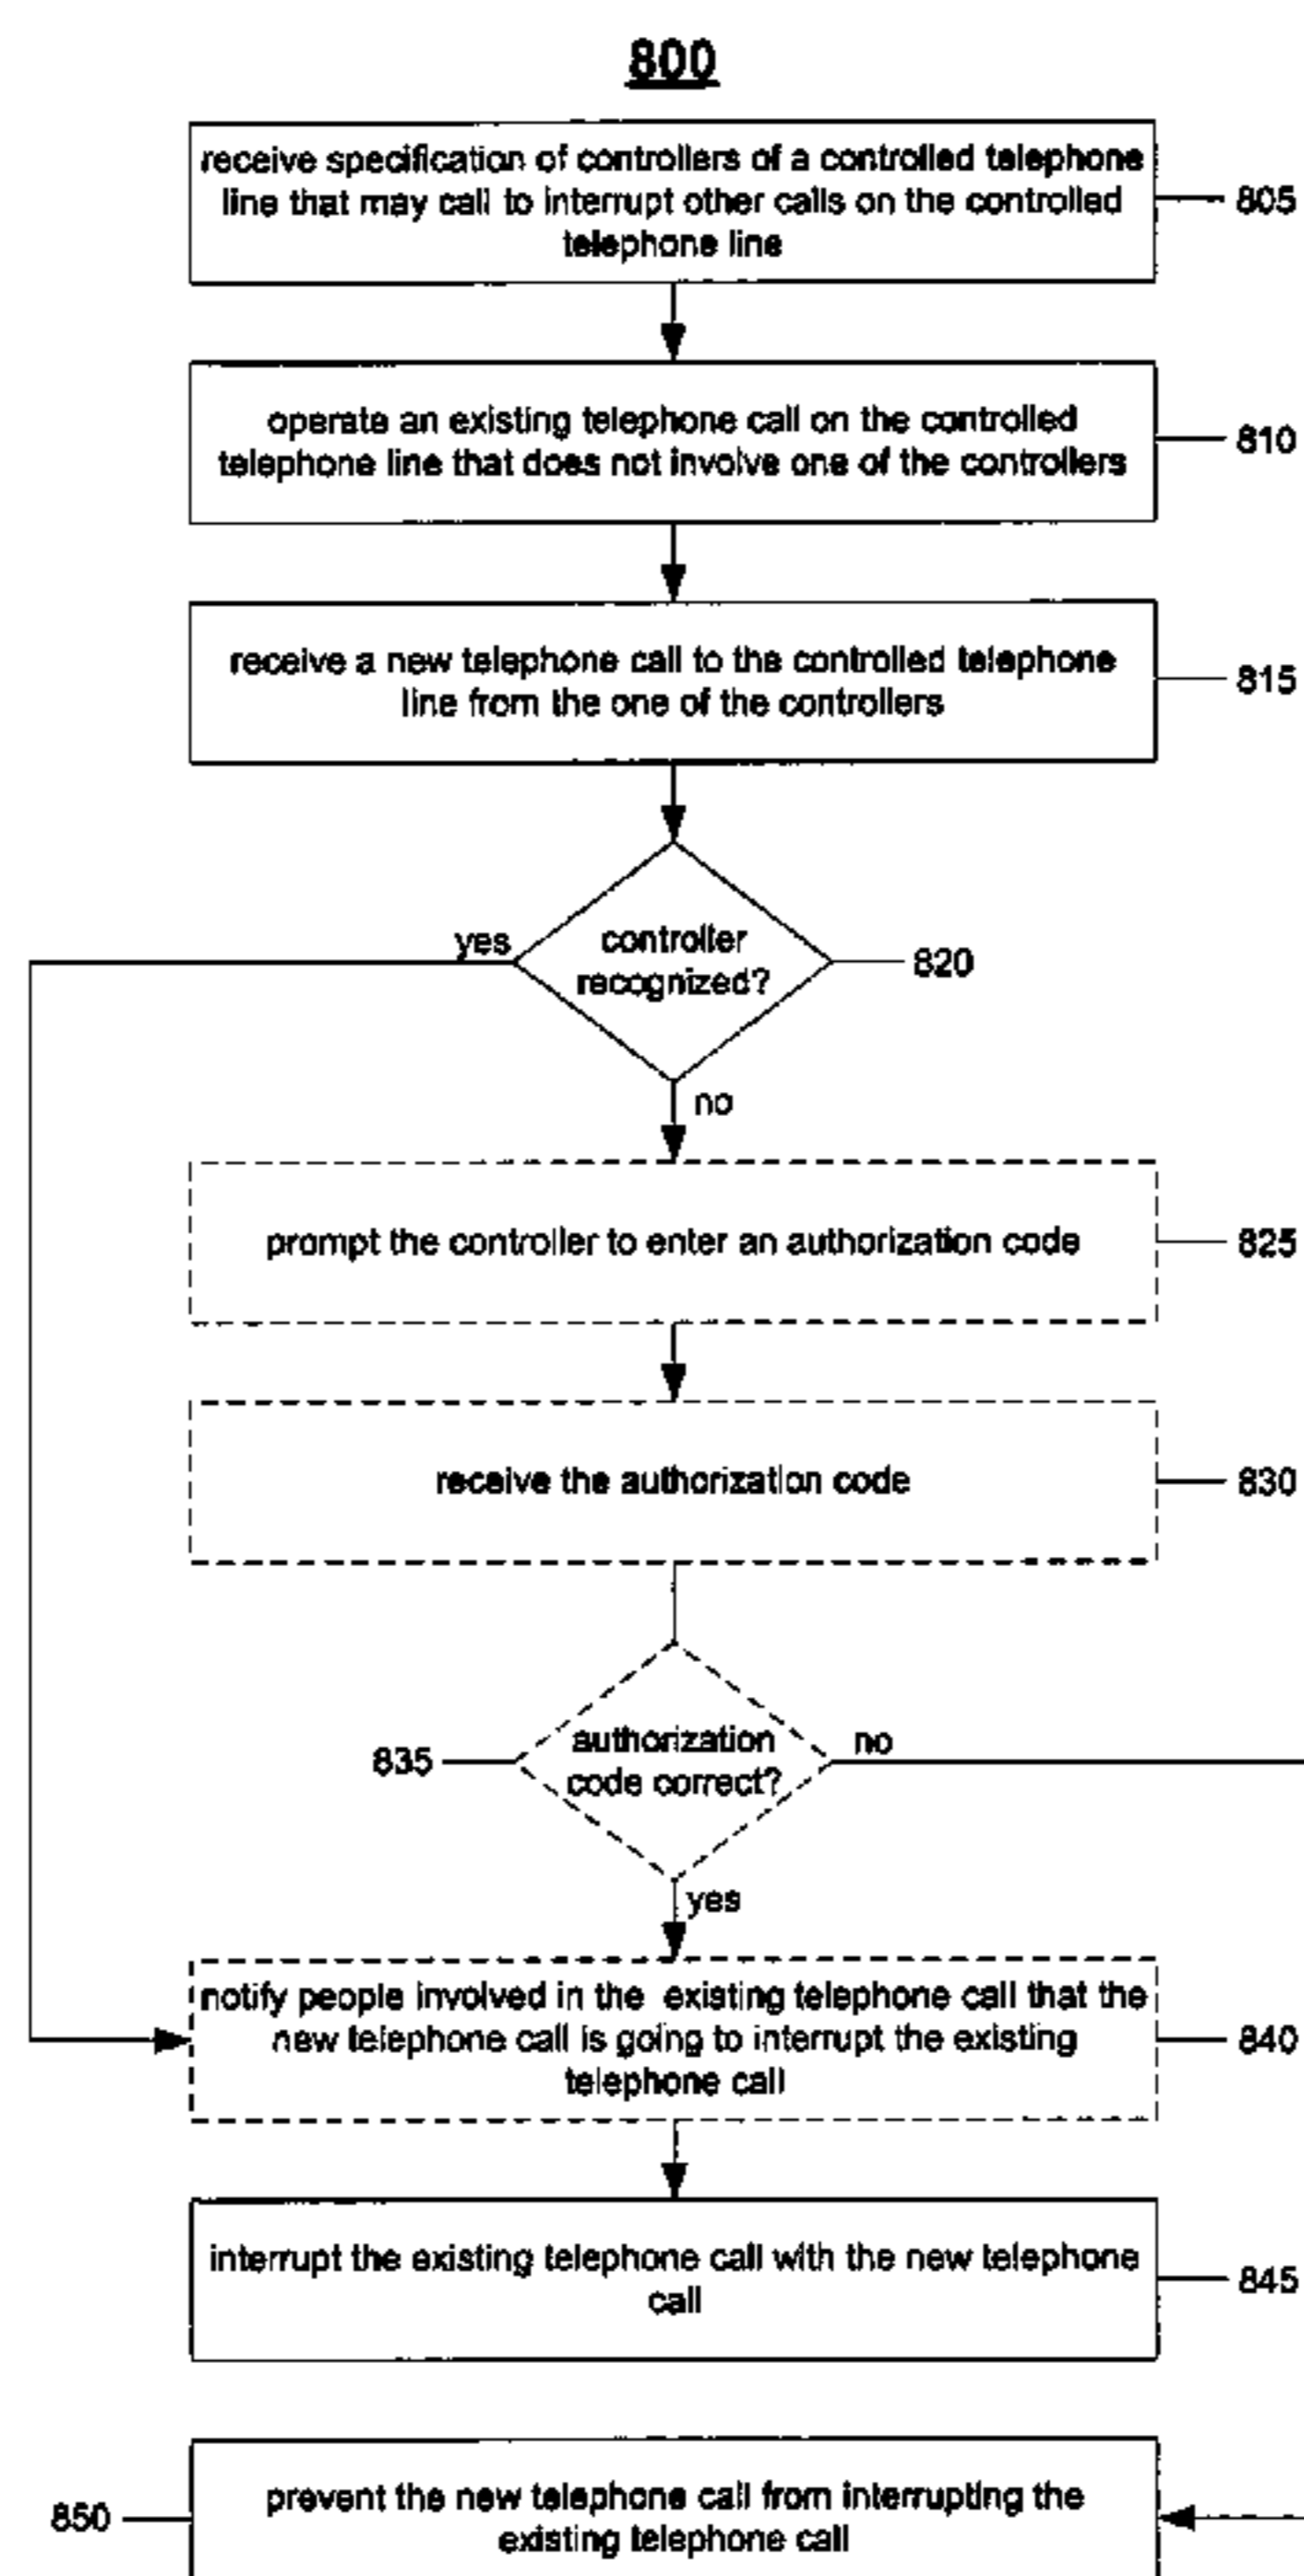 800
receive specification of controllers of a controlled telephone
line that may call to interrupt other calls on the controlled
telephone line
805
operate an existing telephone call on the controlled
telephone line that does not involve one of the controllers
810
receive a new telephone call to the controlled telephone
line from the one of the controllers
815
controller
recognized?
820
yes
no
prompt the controller to enter an authorization code
825
receive the authorization code
830
authorization
code correct?
835
no
yes
notify people involved in the existing telephone call that the
new telephone call is going to interrupt the existing
telephone call
840
interrupt the existing telephone call with the new telephone
call
845
prevent the new telephone call from interrupting the
existing telephone call
850